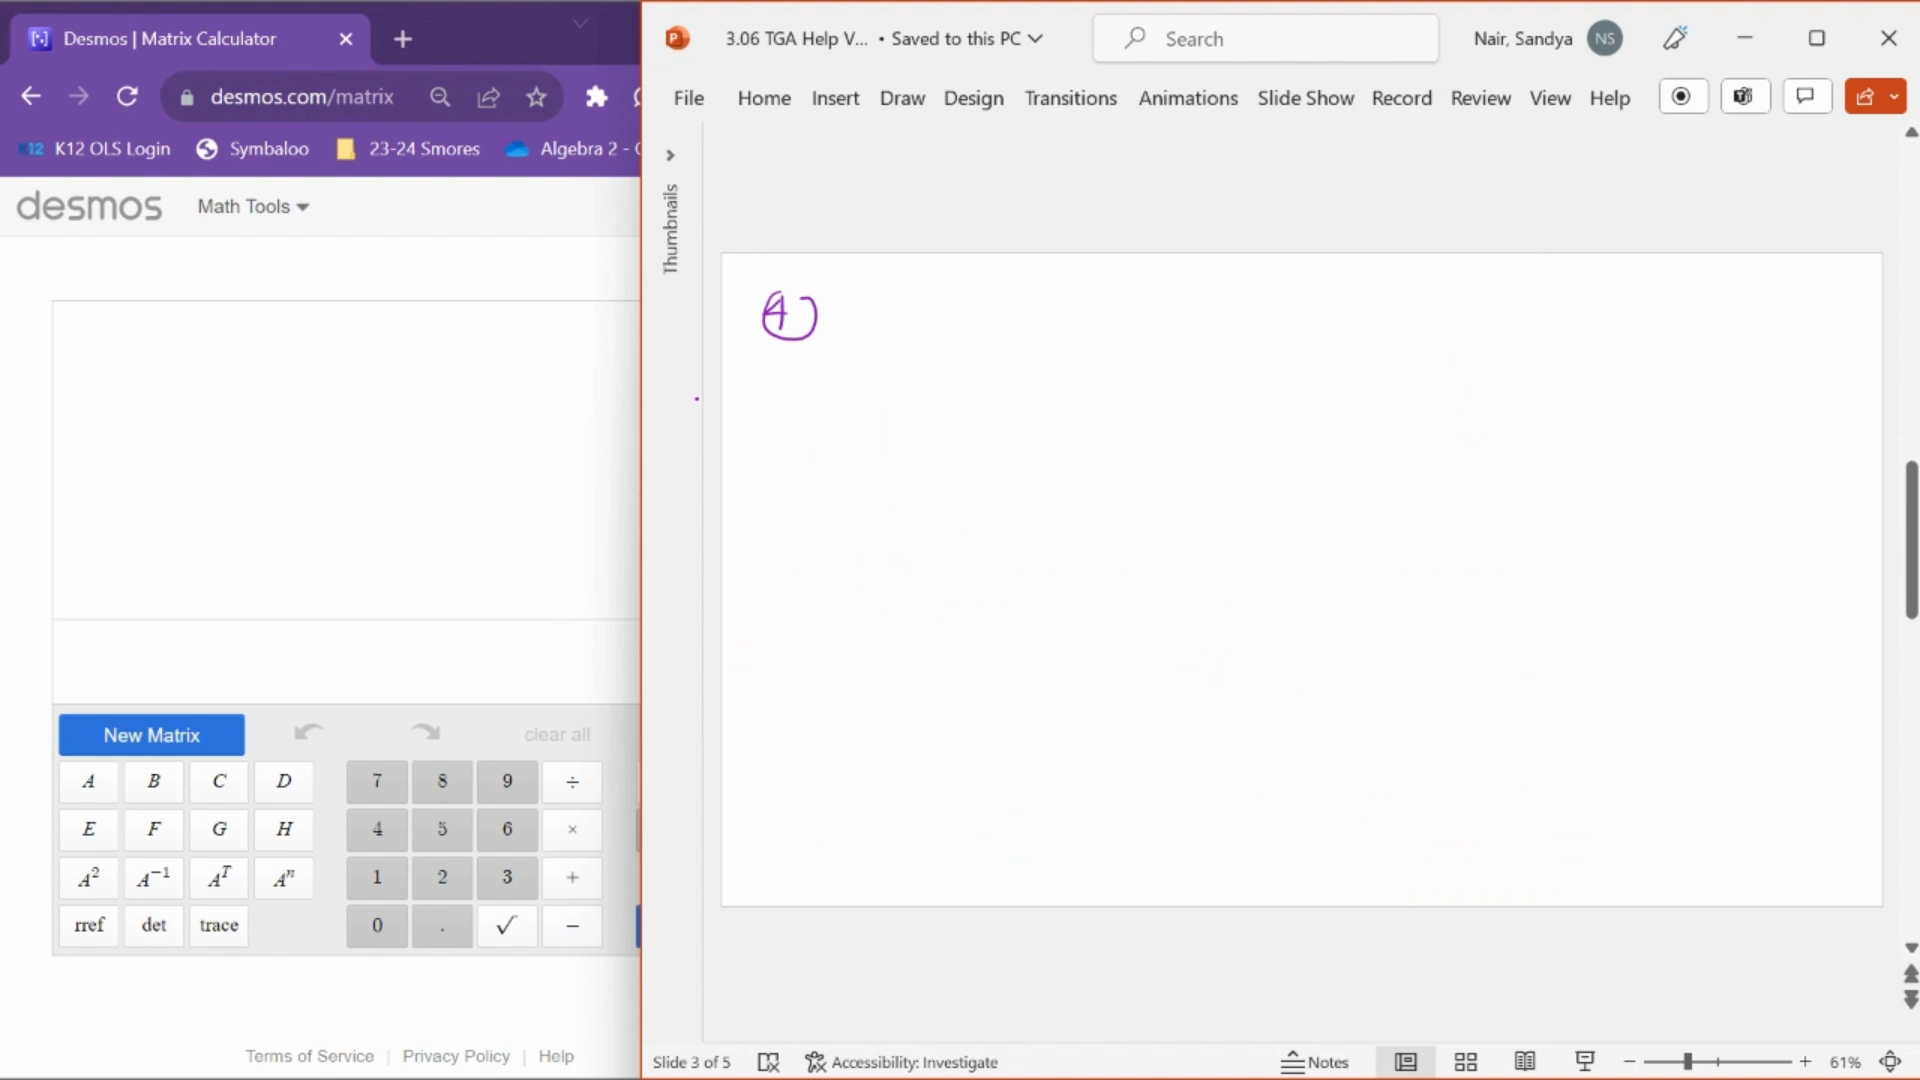 Desmos | Matrix Calculator
desmos.com/matrix
K12 K12 OLS Login Symbaloo 23-24 Smores Algebra 2 -
desmos Math Tools
New Matrix clear all
A B C D 7 8 9 ÷
E F G H 4 5 6 ×
A² A⁻¹ Aᵀ Aⁿ 1 2 3 +
rref det trace 0 . √ −
Terms of Service | Privacy Policy | Help
P 3.06 TGA Help V... • Saved to this PC Search Nair, Sandya NS
File Home Insert Draw Design Transitions Animations Slide Show Record Review View Help
Thumbnails
4)
Slide 3 of 5 Accessibility: Investigate Notes − + 61%